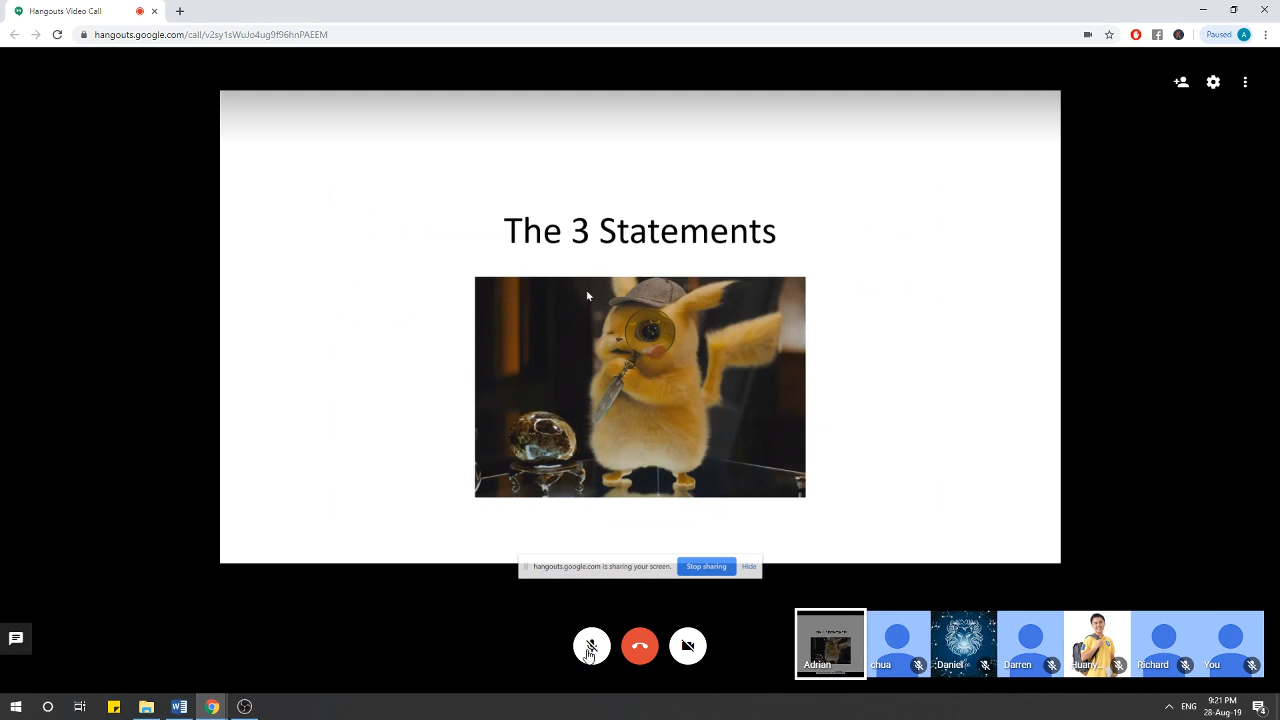 Hangouts Video Call
hangouts.google.com/call/v2sy1sWuJo4ug9f96hnPAEEM
Paused
A
The 3 Statements
hangouts.google.com is sharing your screen.
Stop sharing
Hide
Adrian
chua
Daniel
Darren
Huany...
Richard
You
ENG
9:21 PM
28-Aug-19